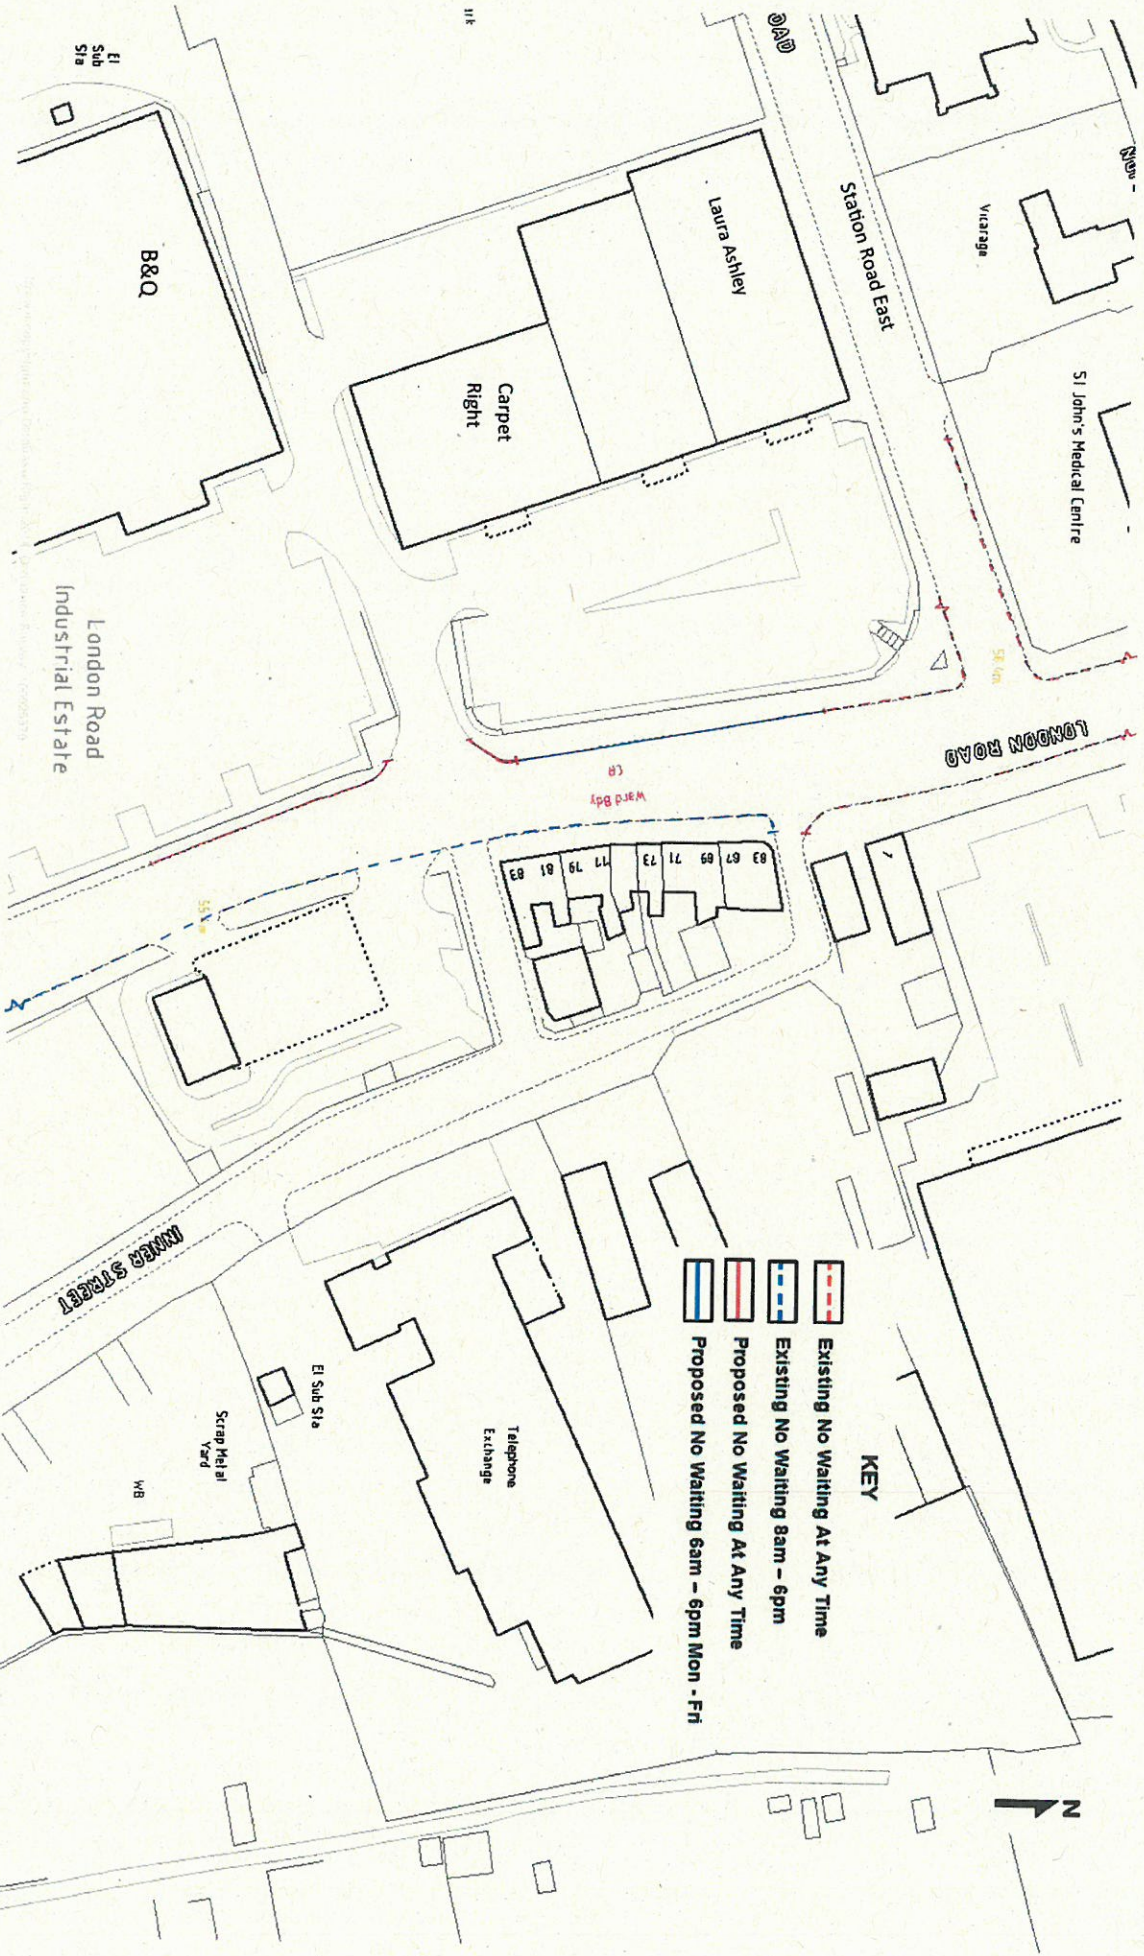 OAD
Station Road East
Vicarage
St John's Medical Centre
Laura Ashley
Carpet
Right
El
Sub
Sta
B&Q
London Road
Industrial Estate
LONDON ROAD
CR
Ward Bdy
63
67
69
71
73
77
79
81
83
INNER STREET
Telephone
Exchange
El Sub Sta
Scrap Metal
Yard
WB
KEY
Existing No Waiting At Any Time
Existing No Waiting 8am – 6pm
Proposed No Waiting At Any Time
Proposed No Waiting 6am – 6pm Mon - Fri
N